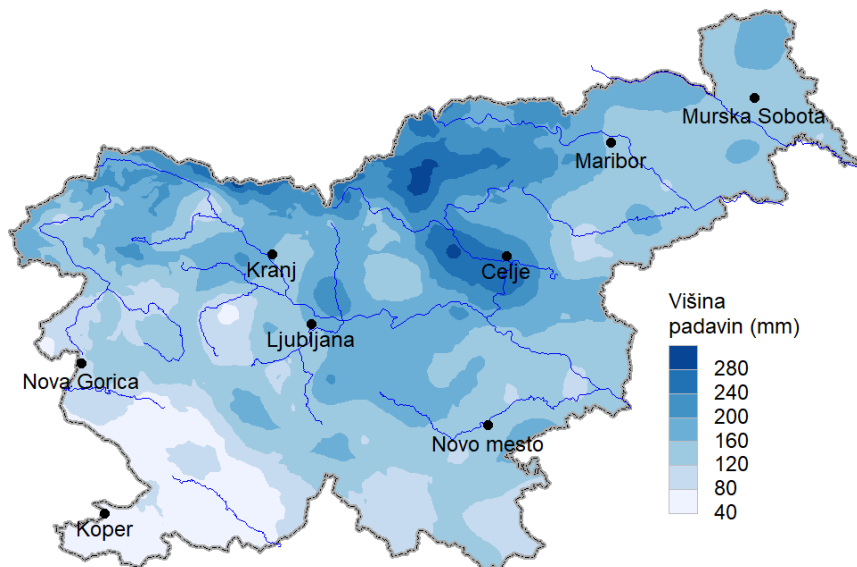 Murska Sobota
Maribor
Kranj
Celje
Ljubljana
Nova Gorica
Novo mesto
Koper
Višina
padavin (mm)
280
240
200
160
120
80
40